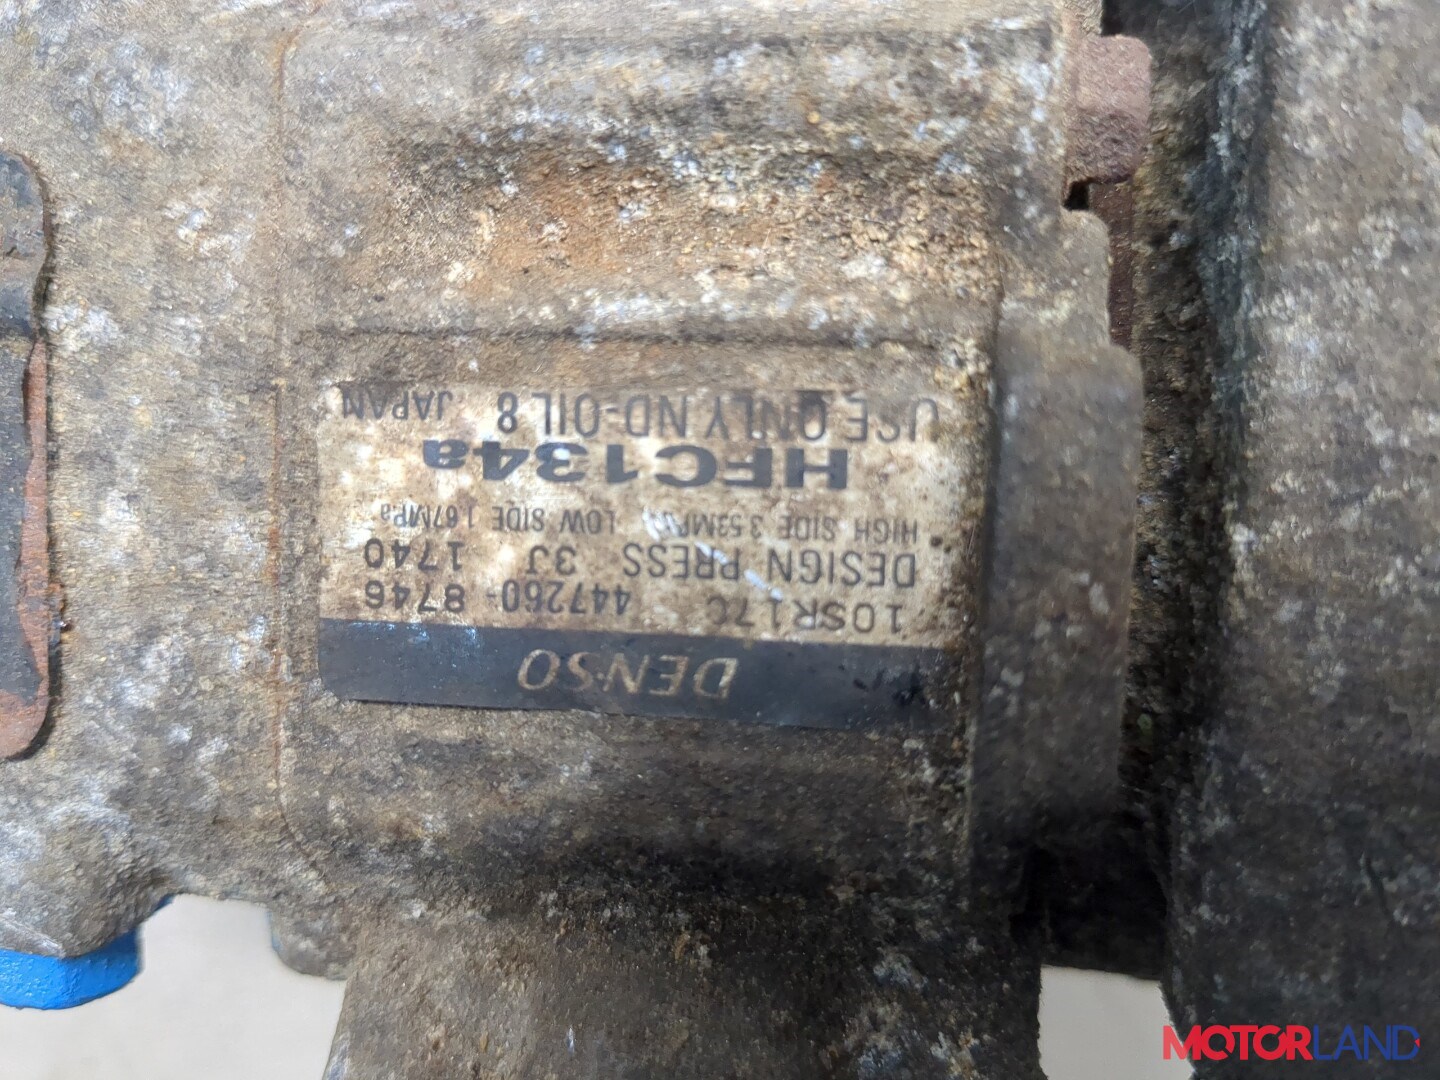 DENSO
10SR17C 447260-8746
DESIGN PRESS 3J 1740
HIGH SIDE 3.53MPa LOW SIDE 1.67MPa
HFC134a
USE ONLY ND-OIL 8 JAPAN
MOTORLAND